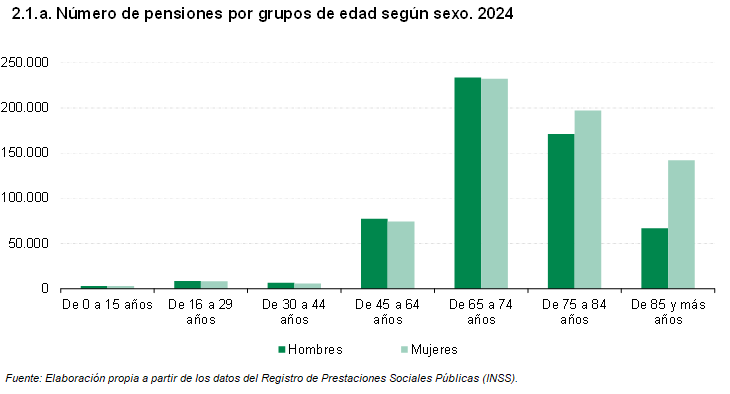 2.1.a. Número de pensiones por grupos de edad según sexo. 2024
250.000
200.000
150.000
100.000
50.000
0
De 0 a 15 años
De 16 a 29
años
De 30 a 44
años
De 45 a 64
años
De 65 a 74
años
De 75 a 84
años
De 85 y más
años
Hombres
Mujeres
Fuente: Elaboración propia a partir de los datos del Registro de Prestaciones Sociales Públicas (INSS).